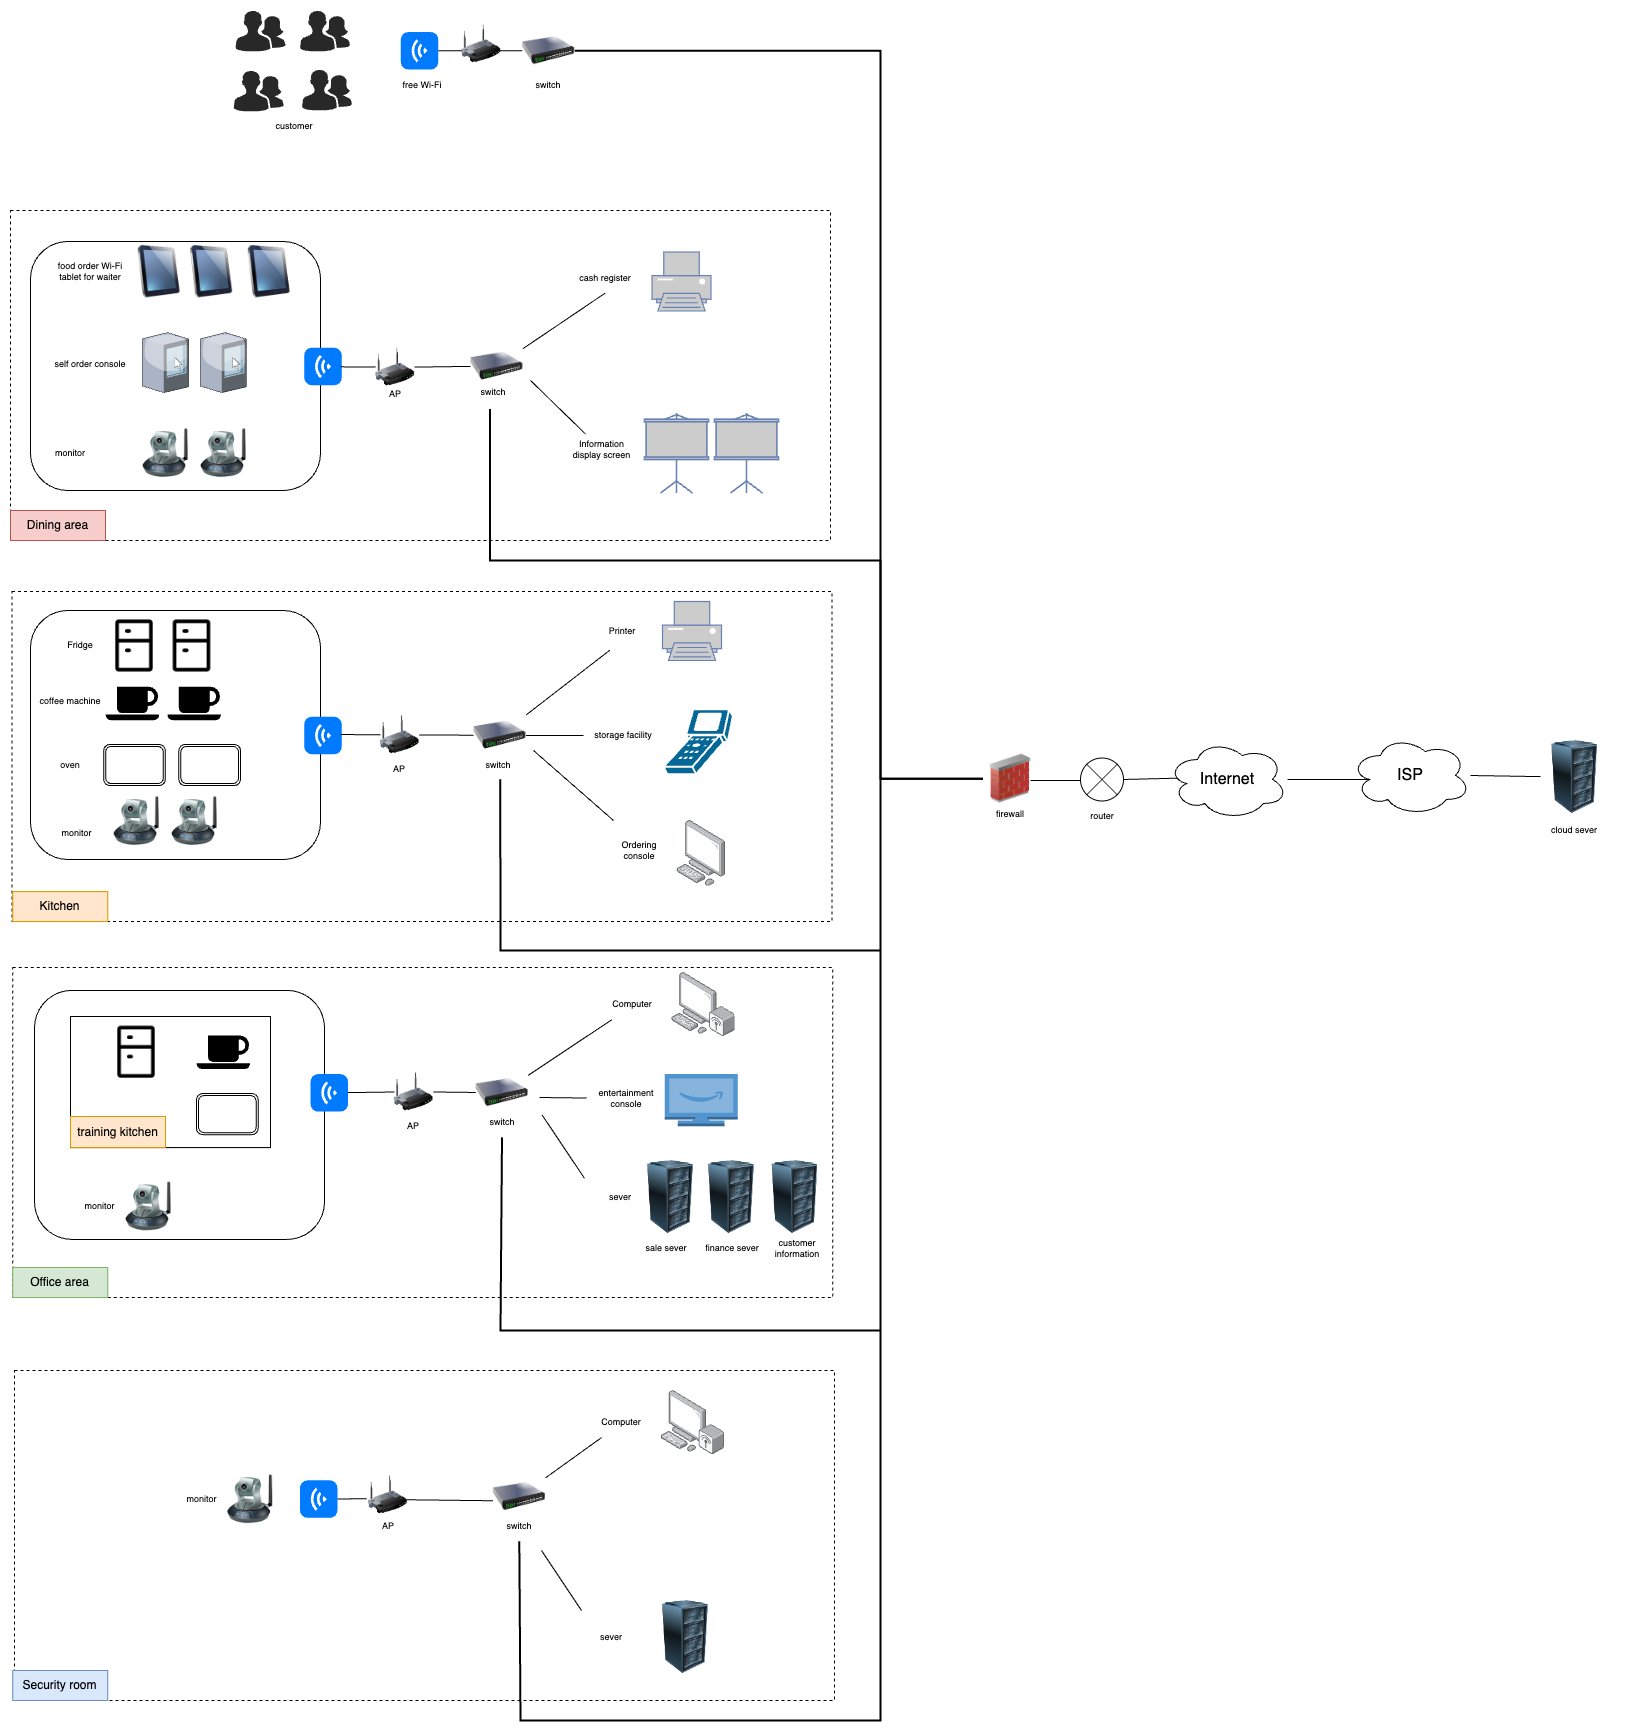 free Wi-Fi
switch
customer
food order Wi-Fi
tablet for waiter
cash register
self order console
AP
switch
monitor
Information
display screen
Dining area
Fridge
Printer
coffee machine
storage facility
oven
AP
switch
monitor
Ordering
console
Kitchen
firewall
router
Internet
ISP
cloud sever
Computer
entertainment
console
training kitchen
AP
switch
monitor
sever
sale sever
finance sever
customer
information
Office area
Computer
monitor
AP
switch
sever
Security room